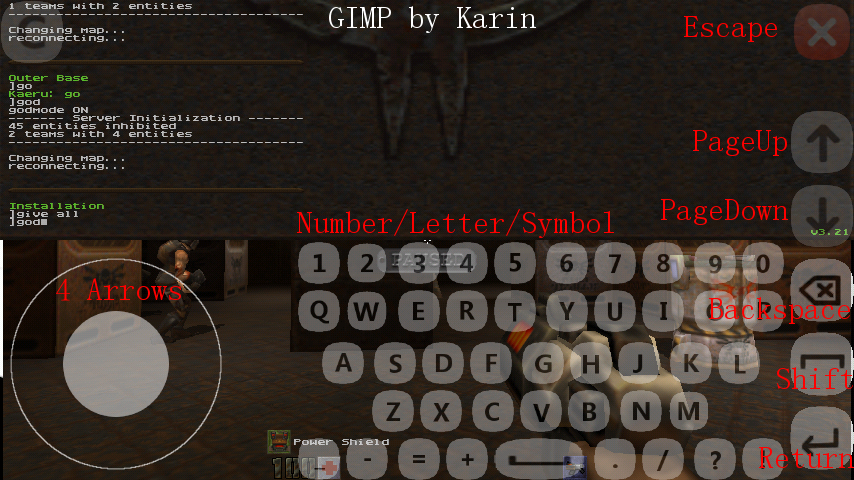 1 teams with 2 entities
----------------------------------------
Changing map...
reconnecting...
Outer Base
]go
Kaeru: go
]god
godmode ON
------- Server Initialization -------
45 entities inhibited
2 teams with 4 entities
----------------------------------------
Changing map...
reconnecting...
Installation
]give all
]god
GIMP by Karin
Escape
PageUp
PageDown
v3.21
Number/Letter/Symbol
4 Arrows
PAUSED
1 2 3 4 5 6 7 8 9 0
Q W E R T Y U I O P
Backspace
A S D F G H J K L
Shift
Z X C V B N M
Power Shield
100
- = + . / ?
Return